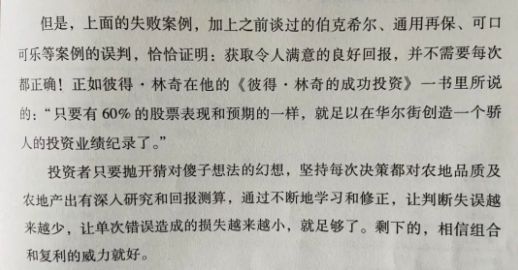 但是，上面的失败案例，加上之前谈过的伯克希尔、通用再保、可口
可乐等案例的误判，恰恰证明：获取令人满意的良好回报，并不需要每次
都正确！正如彼得·林奇在他的《彼得·林奇的成功投资》一书里所说
的：“只要有 60% 的股票表现和预期的一样，就足以在华尔街创造一个骄
人的投资业绩纪录了。”
投资者只要抛开猜对傻子想法的幻想，坚持每次决策都对农地品质及
农地产出有深入研究和回报测算，通过不断地学习和修正，让判断失误越
来越少，让单次错误造成的损失越来越小，就足够了。剩下的，相信组合
和复利的威力就好。